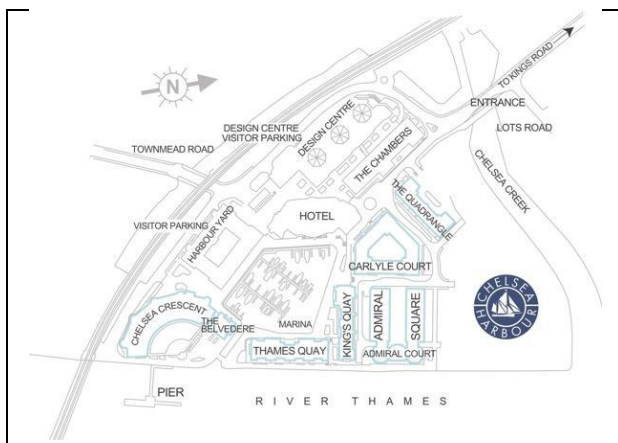 N
TO KINGS ROAD
ENTRANCE
LOTS ROAD
DESIGN CENTRE
VISITOR PARKING
DESIGN CENTRE
TOWNMEAD ROAD
THE CHAMBERS
CHELSEA CREEK
THE QUADRANGLE
HOTEL
VISITOR PARKING
HARBOUR YARD
CARLYLE COURT
CHELSEA
HARBOUR
CHELSEA CRESCENT
THE
BELVEDERE
MARINA
KING'S QUAY
ADMIRAL
SQUARE
THAMES QUAY
ADMIRAL COURT
PIER
RIVER THAMES